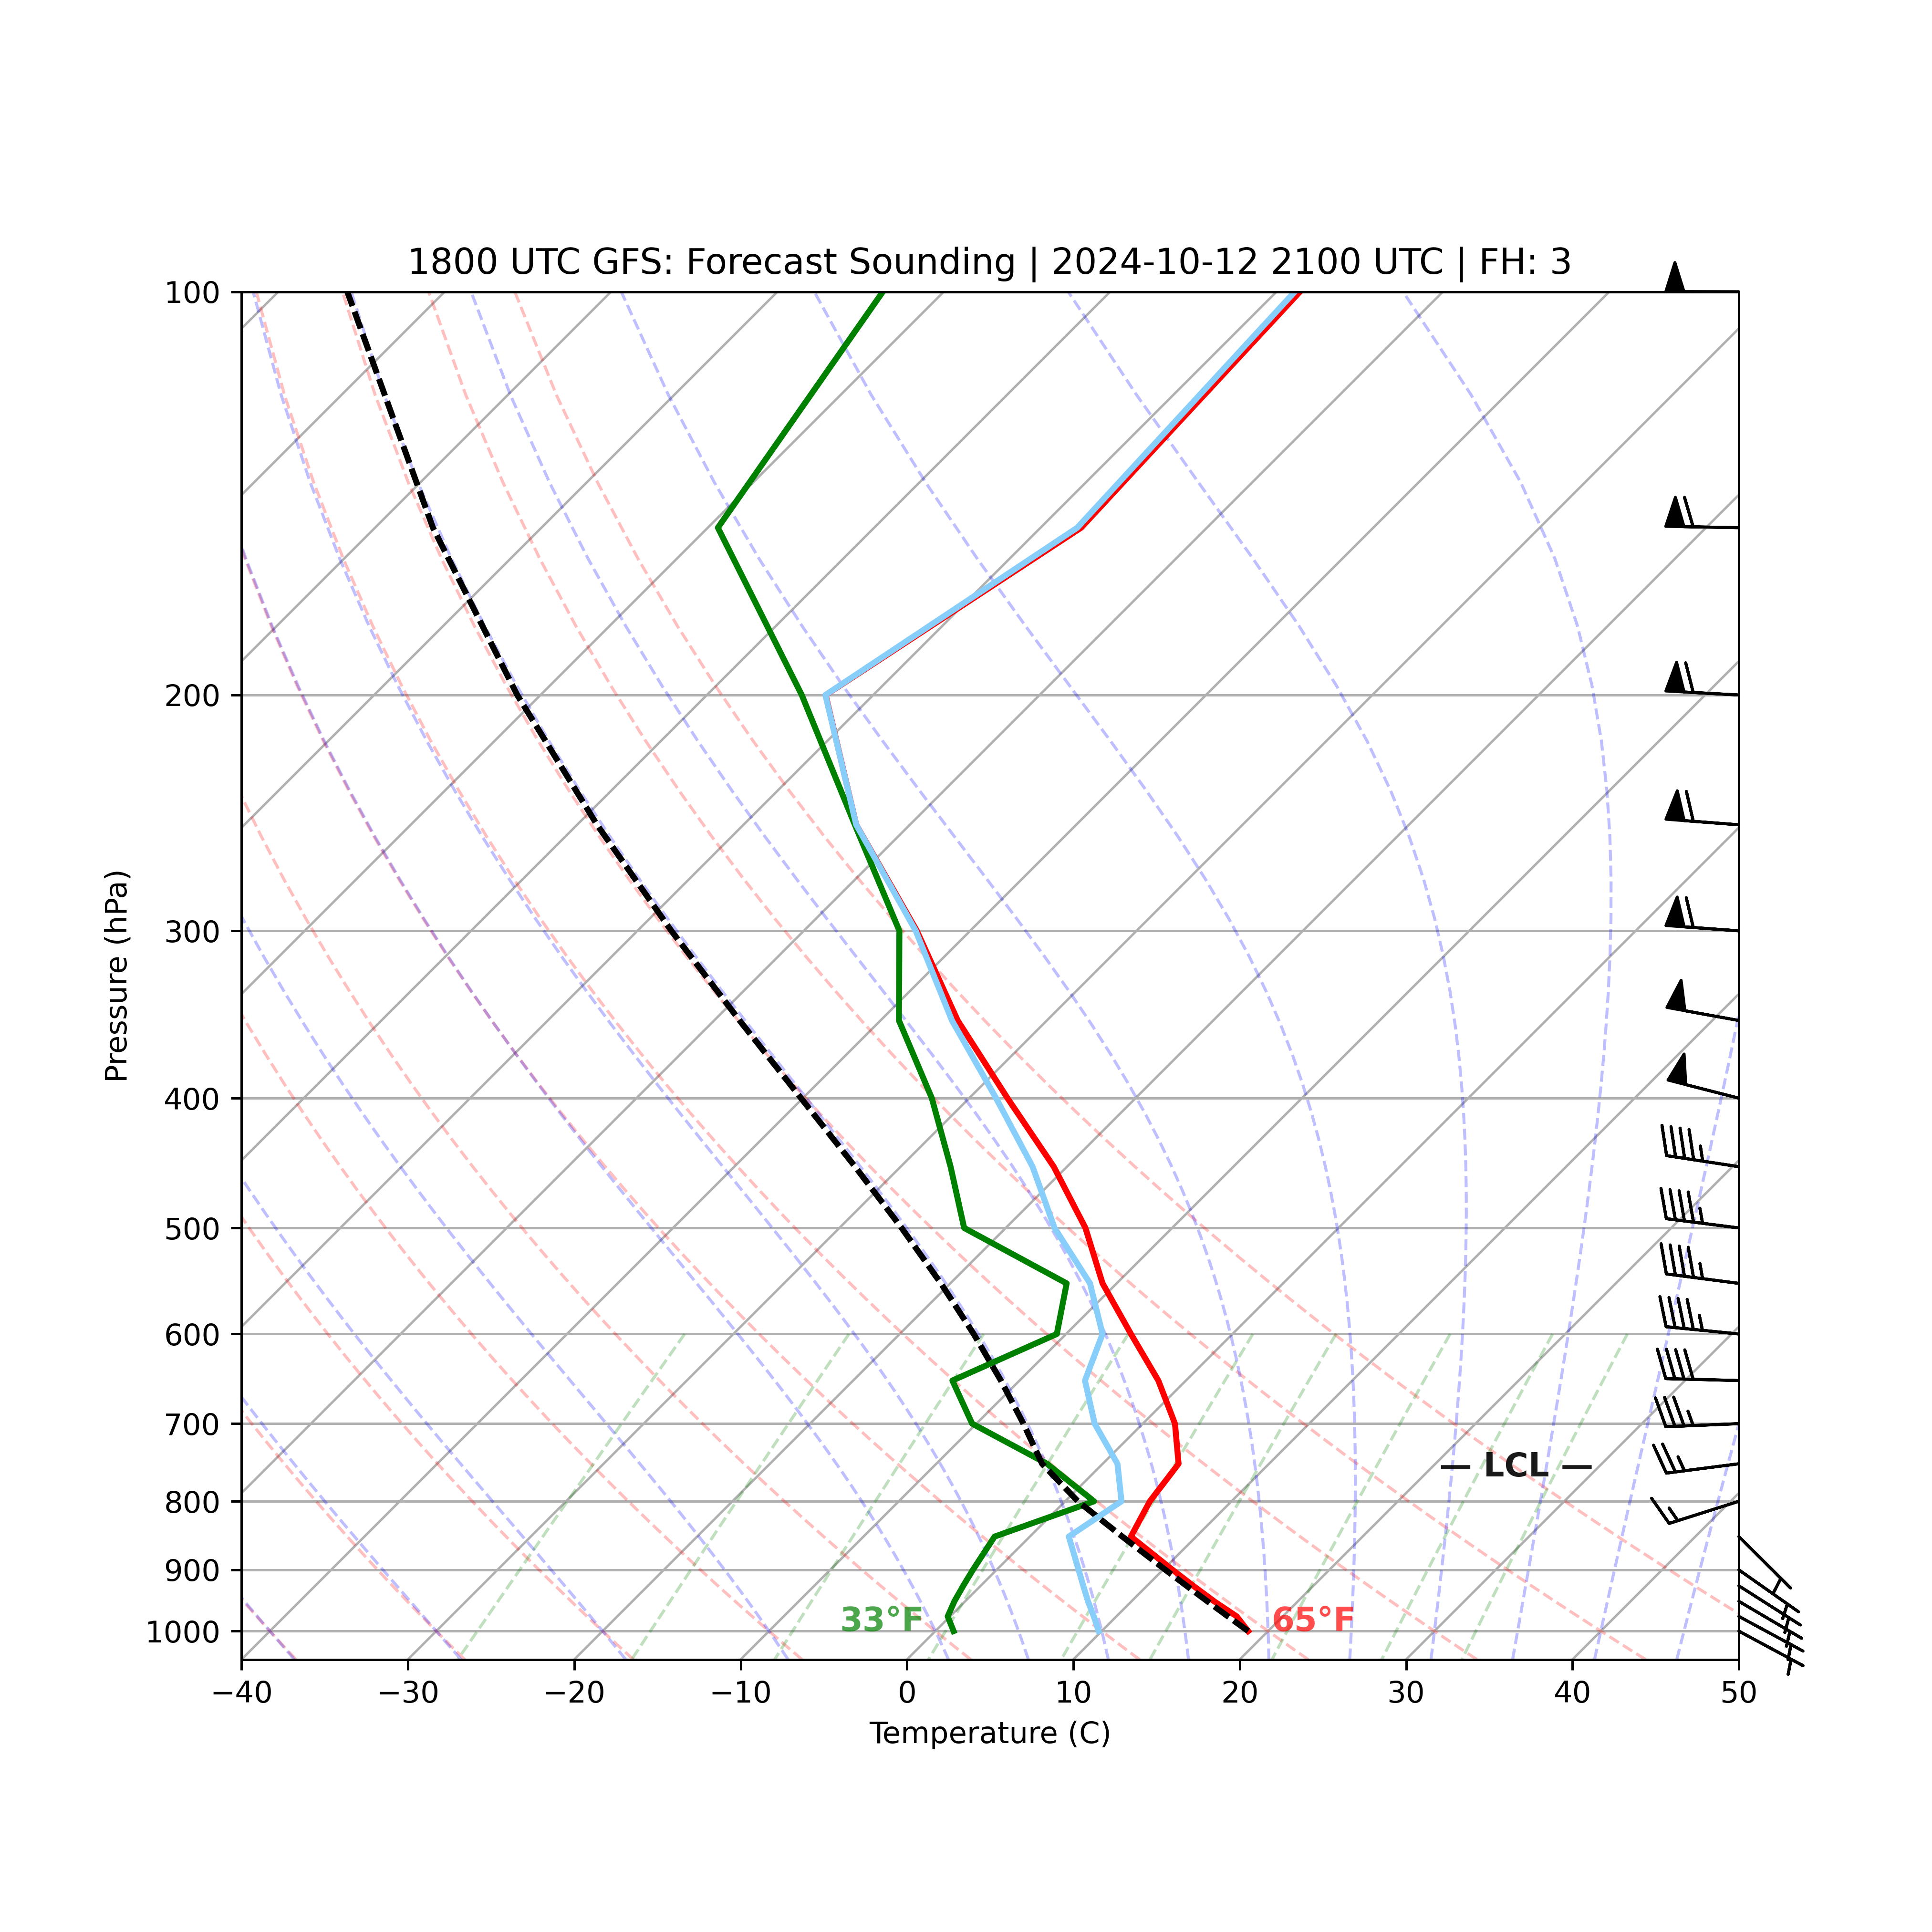 1800 UTC GFS: Forecast Sounding | 2024-10-12 2100 UTC | FH: 3
100
200
300
400
500
600
700
800
900
1000
Pressure (hPa)
— LCL —
33°F
65°F
−40 −30 −20 −10 0 10 20 30 40 50
Temperature (C)